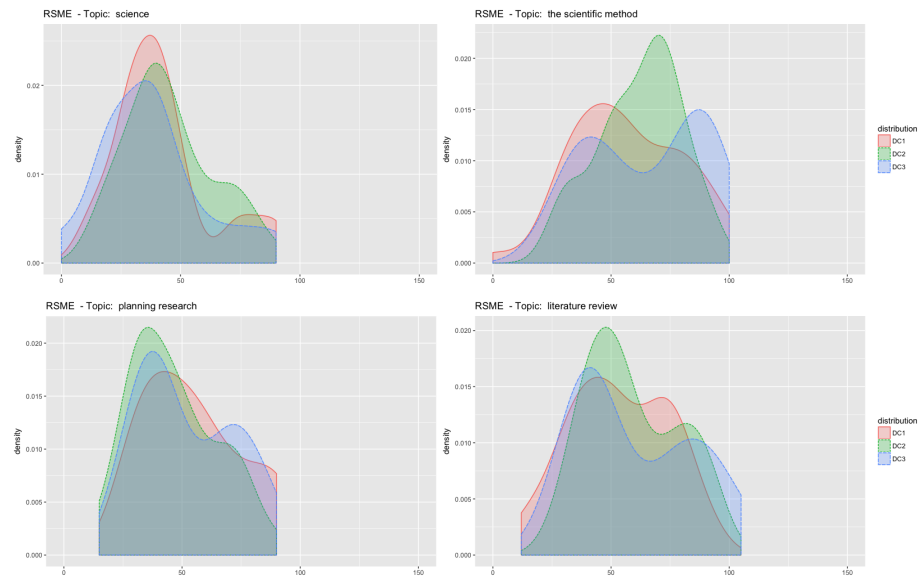 RSME - Topic: science
density
0.02
0.01
0.00
0
50
100
150
RSME - Topic: the scientific method
density
0.020
0.015
0.010
0.005
0.000
0
50
100
150
distribution
DC1
DC2
DC3
RSME - Topic: planning research
density
0.020
0.015
0.010
0.005
0.000
0
50
100
150
RSME - Topic: literature review
density
0.020
0.015
0.010
0.005
0.000
0
50
100
150
distribution
DC1
DC2
DC3